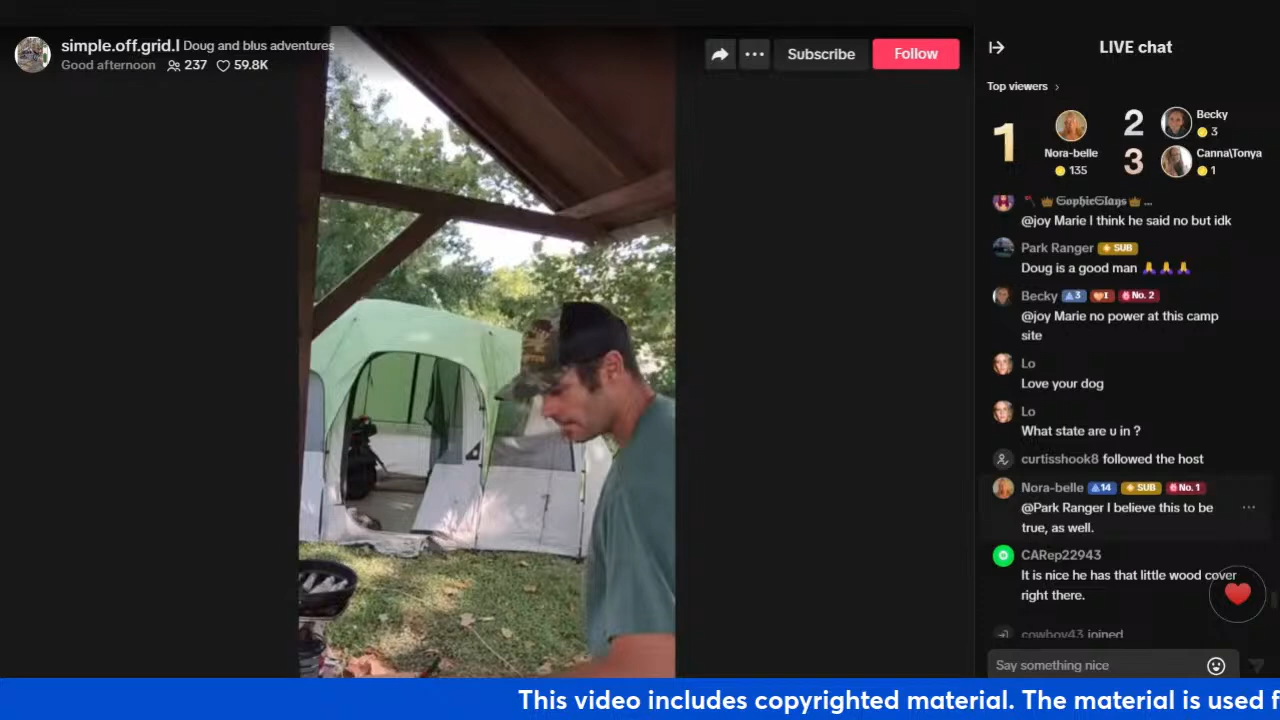 simple.off.grid.l Doug and blus adventures
Good afternoon 237 59.8K
Subscribe
Follow
LIVE chat
Top viewers >
1
Nora-belle
135
2
Becky
3
3
Canna\Tonya
1
𝕾𝖔𝖕𝖍𝖎𝖊𝕾𝖑𝖆𝖞𝖘 ...
@joy Marie I think he said no but idk
Park Ranger SUB
Doug is a good man 🙏🙏🙏
Becky 3 I No. 2
@joy Marie no power at this camp
site
Lo
Love your dog
Lo
What state are u in ?
curtisshook8 followed the host
Nora-belle 14 SUB No. 1
@Park Ranger I believe this to be
true, as well.
CARep22943
It is nice he has that little wood cover
right there.
cowboy43 joined
Say something nice
This video includes copyrighted material. The material is used f